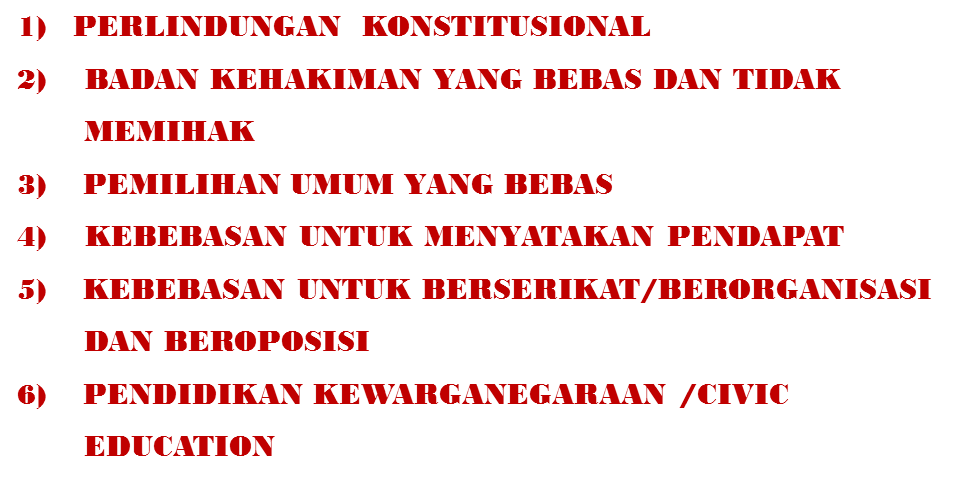 1) PERLINDUNGAN KONSTITUSIONAL
2) BADAN KEHAKIMAN YANG BEBAS DAN TIDAK
MEMIHAK
3) PEMILIHAN UMUM YANG BEBAS
4) KEBEBASAN UNTUK MENYATAKAN PENDAPAT
5) KEBEBASAN UNTUK BERSERIKAT/BERORGANISASI
DAN BEROPOSISI
6) PENDIDIKAN KEWARGANEGARAAN /CIVIC
EDUCATION